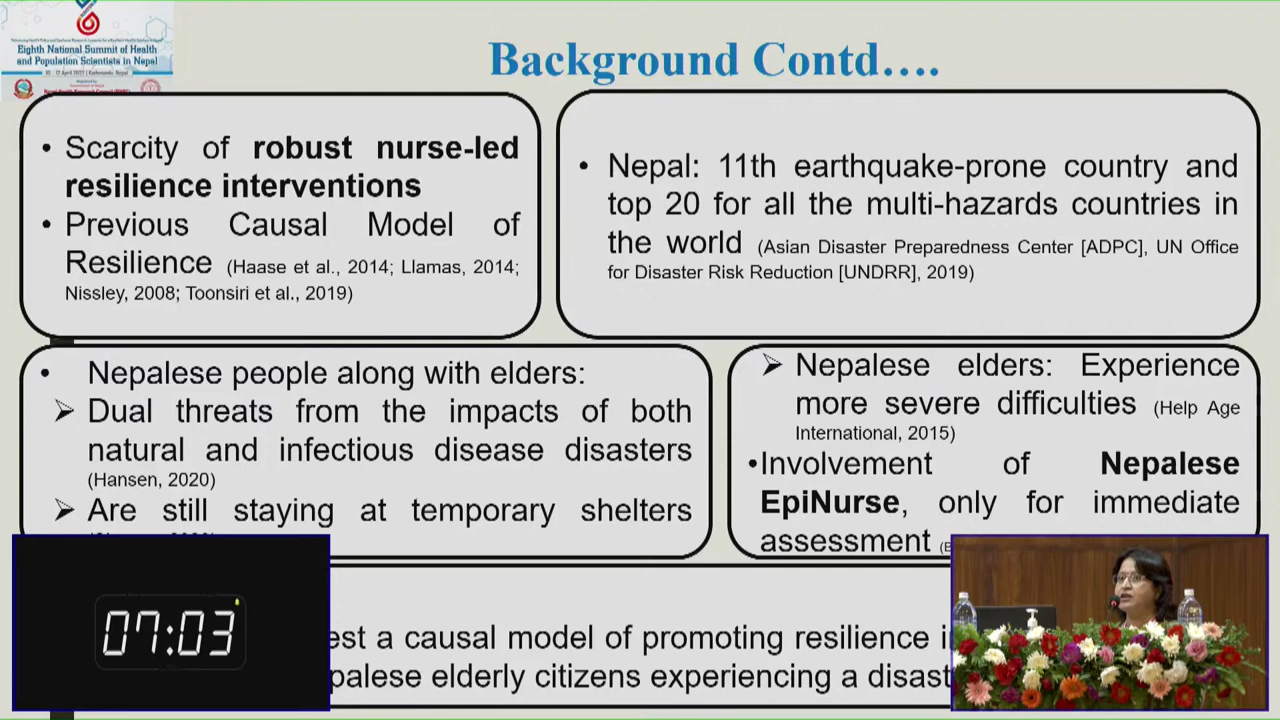 Eighth National Summit of Health
and Population Scientists in Nepal
10 - 12 April 2022 | Kathmandu, Nepal
Background Contd….
• Scarcity of robust nurse-led
resilience interventions
• Previous Causal Model of
Resilience (Haase et al., 2014; Llamas, 2014;
Nissley, 2008; Toonsiri et al., 2019)
• Nepal: 11th earthquake-prone country and
top 20 for all the multi-hazards countries in
the world (Asian Disaster Preparedness Center [ADPC], UN Office
for Disaster Risk Reduction [UNDRR], 2019)
• Nepalese people along with elders:
➢ Dual threats from the impacts of both
natural and infectious disease disasters
(Hansen, 2020)
➢ Are still staying at temporary shelters
➢ Nepalese elders: Experience
more severe difficulties (Help Age
International, 2015)
•Involvement of Nepalese
EpiNurse, only for immediate
assessment
a causal model of promoting resilience
elderly citizens experiencing a
07:03